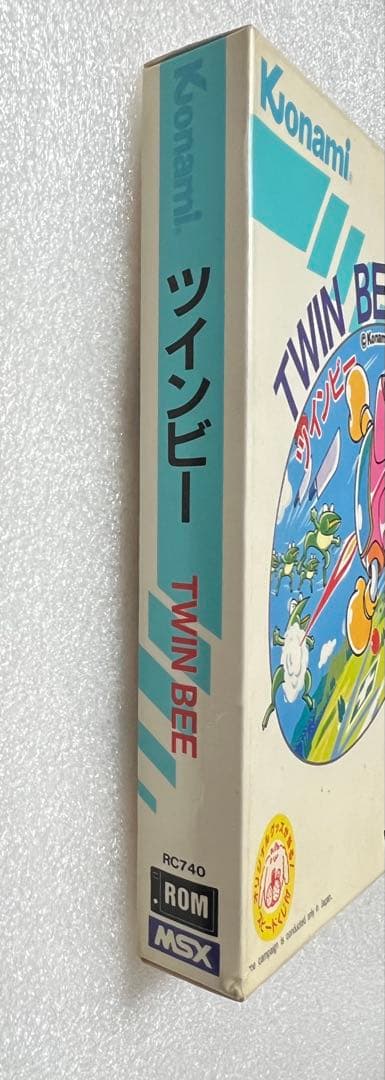 Konami
ツインビー
TWIN BEE
RC740
ROM
MSX
Konami
TWIN BE
©Konami
ツインビー
The campaign is conducted only in Japan.